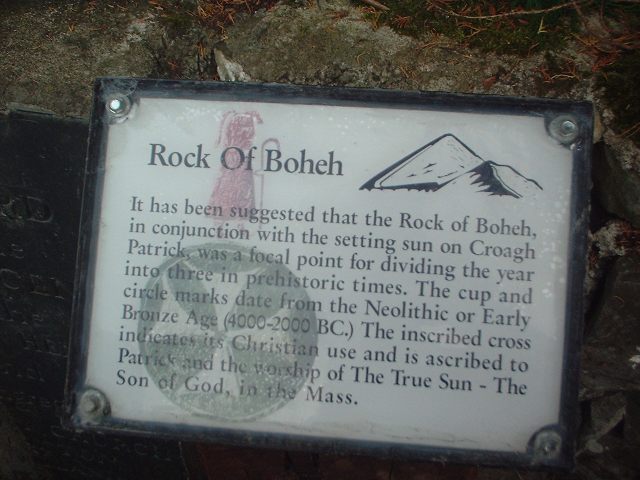 Rock Of Boheh
It has been suggested that the Rock of Boheh,
in conjunction with the setting sun on Croagh
Patrick, was a focal point for dividing the year
into three in prehistoric times. The cup and
circle marks date from the Neolithic or Early
Bronze Age (4000-2000 BC.) The inscribed cross
indicates its Christian use and is ascribed to
Patrick and the worship of The True Sun - The
Son of God, in the Mass.